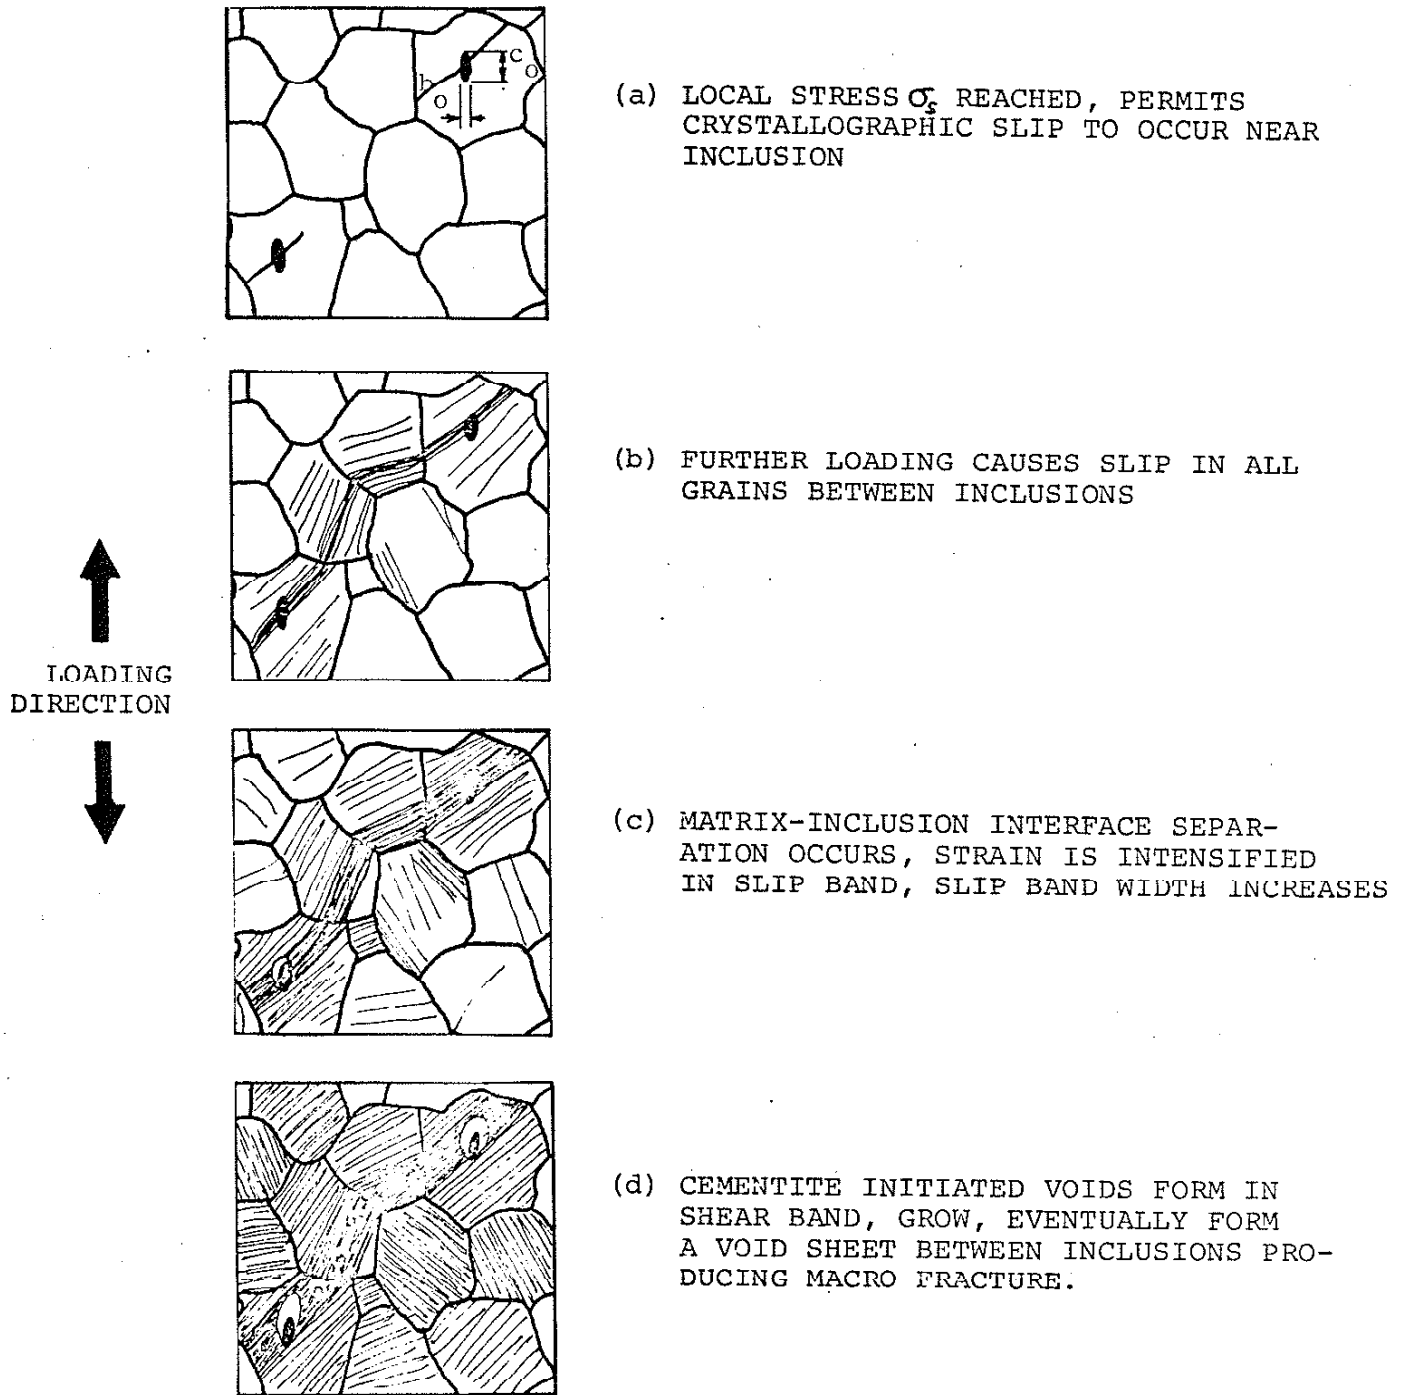 c
o
b
o
(a) LOCAL STRESS σs REACHED, PERMITS
CRYSTALLOGRAPHIC SLIP TO OCCUR NEAR
INCLUSION
(b) FURTHER LOADING CAUSES SLIP IN ALL
GRAINS BETWEEN INCLUSIONS
LOADING
DIRECTION
(c) MATRIX-INCLUSION INTERFACE SEPAR-
ATION OCCURS, STRAIN IS INTENSIFIED
IN SLIP BAND, SLIP BAND WIDTH INCREASES
(d) CEMENTITE INITIATED VOIDS FORM IN
SHEAR BAND, GROW, EVENTUALLY FORM
A VOID SHEET BETWEEN INCLUSIONS PRO-
DUCING MACRO FRACTURE.